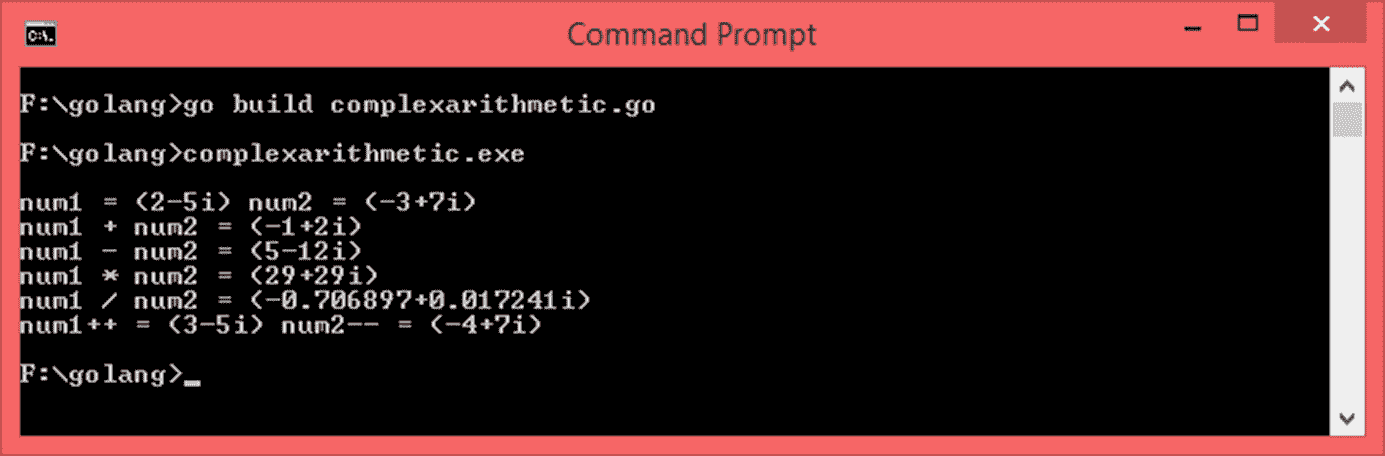 Command Prompt
F:\golang>go build complexarithmetic.go
F:\golang>complexarithmetic.exe
num1 = (2-5i) num2 = (-3+7i)
num1 + num2 = (-1+2i)
num1 - num2 = (5-12i)
num1 * num2 = (29+29i)
num1 / num2 = (-0.706897+0.017241i)
num1++ = (3-5i) num2-- = (-4+7i)
F:\golang>_